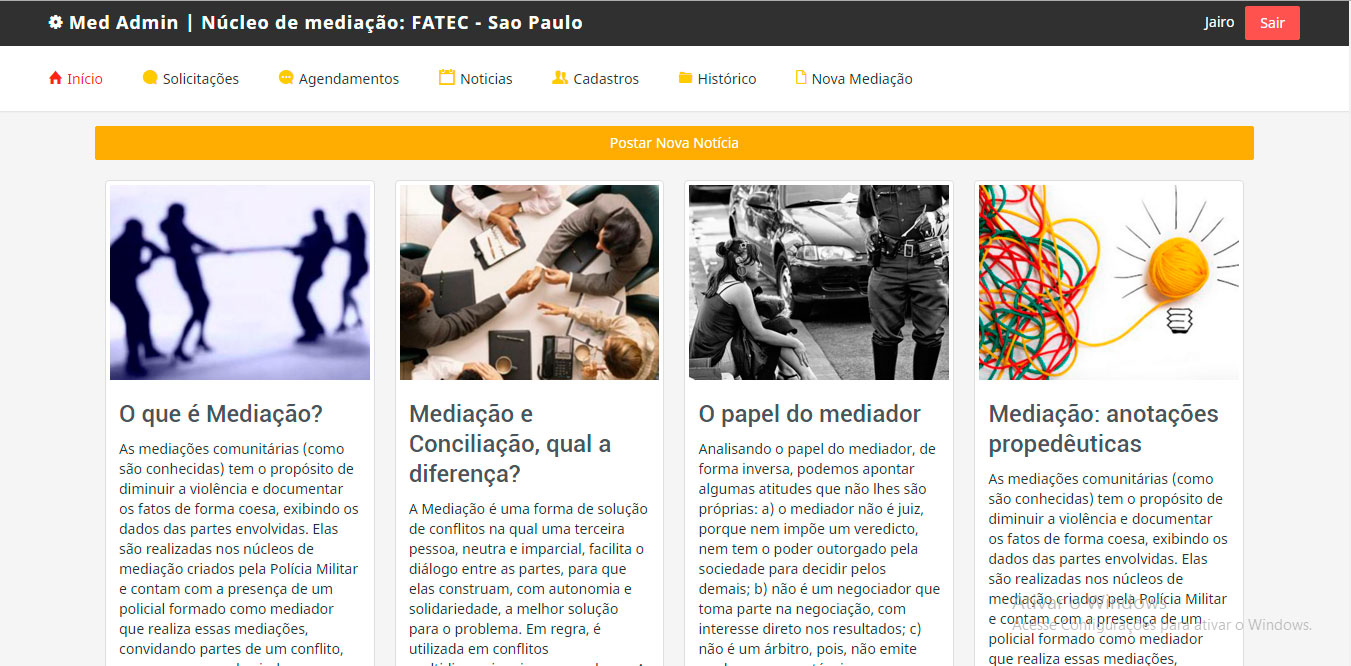 Med Admin | Núcleo de mediação: FATEC - Sao Paulo
Jairo
Sair
Início
Solicitações
Agendamentos
Noticias
Cadastros
Histórico
Nova Mediação
Postar Nova Notícia
O que é Mediação?
As mediações comunitárias (como
são conhecidas) tem o propósito de
diminuir a violência e documentar
os fatos de forma coesa, exibindo os
dados das partes envolvidas. Elas
são realizadas nos núcleos de
mediação criados pela Polícia Militar
e contam com a presença de um
policial formado como mediador
que realiza essas mediações,
convidando partes de um conflito,
Mediação e
Conciliação, qual a
diferença?
A Mediação é uma forma de solução
de conflitos na qual uma terceira
pessoa, neutra e imparcial, facilita o
diálogo entre as partes, para que
elas construam, com autonomia e
solidariedade, a melhor solução
para o problema. Em regra, é
utilizada em conflitos
O papel do mediador
Analisando o papel do mediador, de
forma inversa, podemos apontar
algumas atitudes que não lhes são
próprias: a) o mediador não é juiz,
porque nem impõe um veredicto,
nem tem o poder outorgado pela
sociedade para decidir pelos
demais; b) não é um negociador que
toma parte na negociação, com
interesse direto nos resultados; c)
não é um árbitro, pois, não emite
Mediação: anotações
propedêuticas
As mediações comunitárias (como
são conhecidas) tem o propósito de
diminuir a violência e documentar
os fatos de forma coesa, exibindo os
dados das partes envolvidas. Elas
são realizadas nos núcleos de
mediação criados pela Polícia Militar
e contam com a presença de um
policial formado como mediador
que realiza essas mediações,
Ativar o Windows
Acesse Configurações para ativar o Windows.